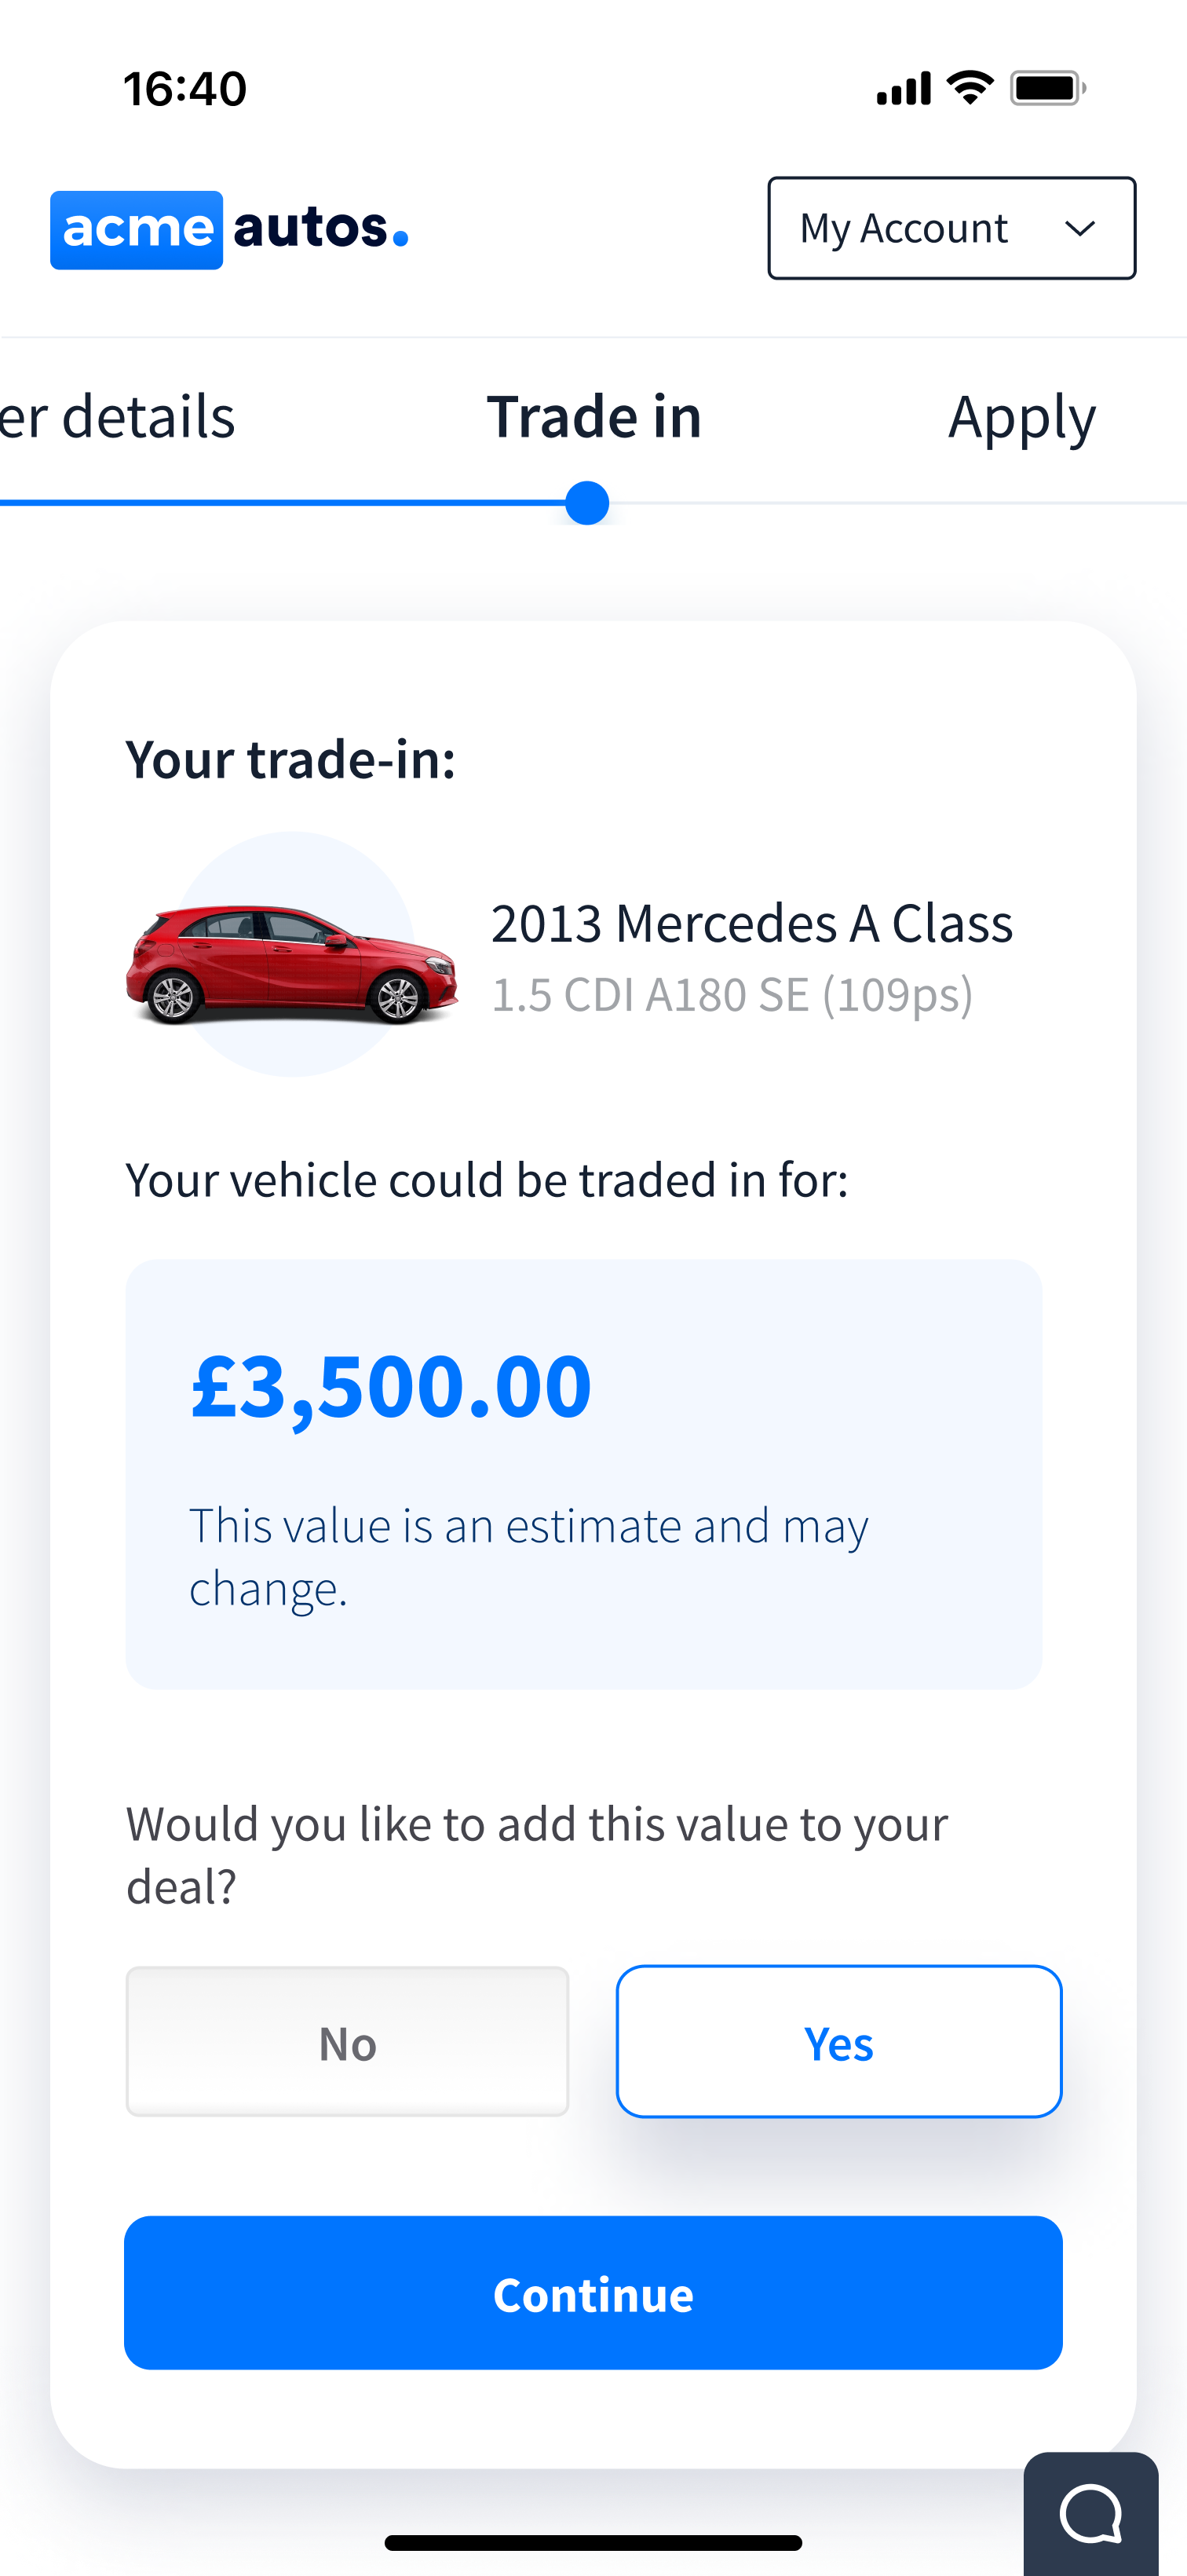 16:40
acme autos.
My Account
er details
Trade in
Apply
Your trade-in:
2013 Mercedes A Class
1.5 CDI A180 SE (109ps)
Your vehicle could be traded in for:
£3,500.00
This value is an estimate and may
change.
Would you like to add this value to your
deal?
No
Yes
Continue